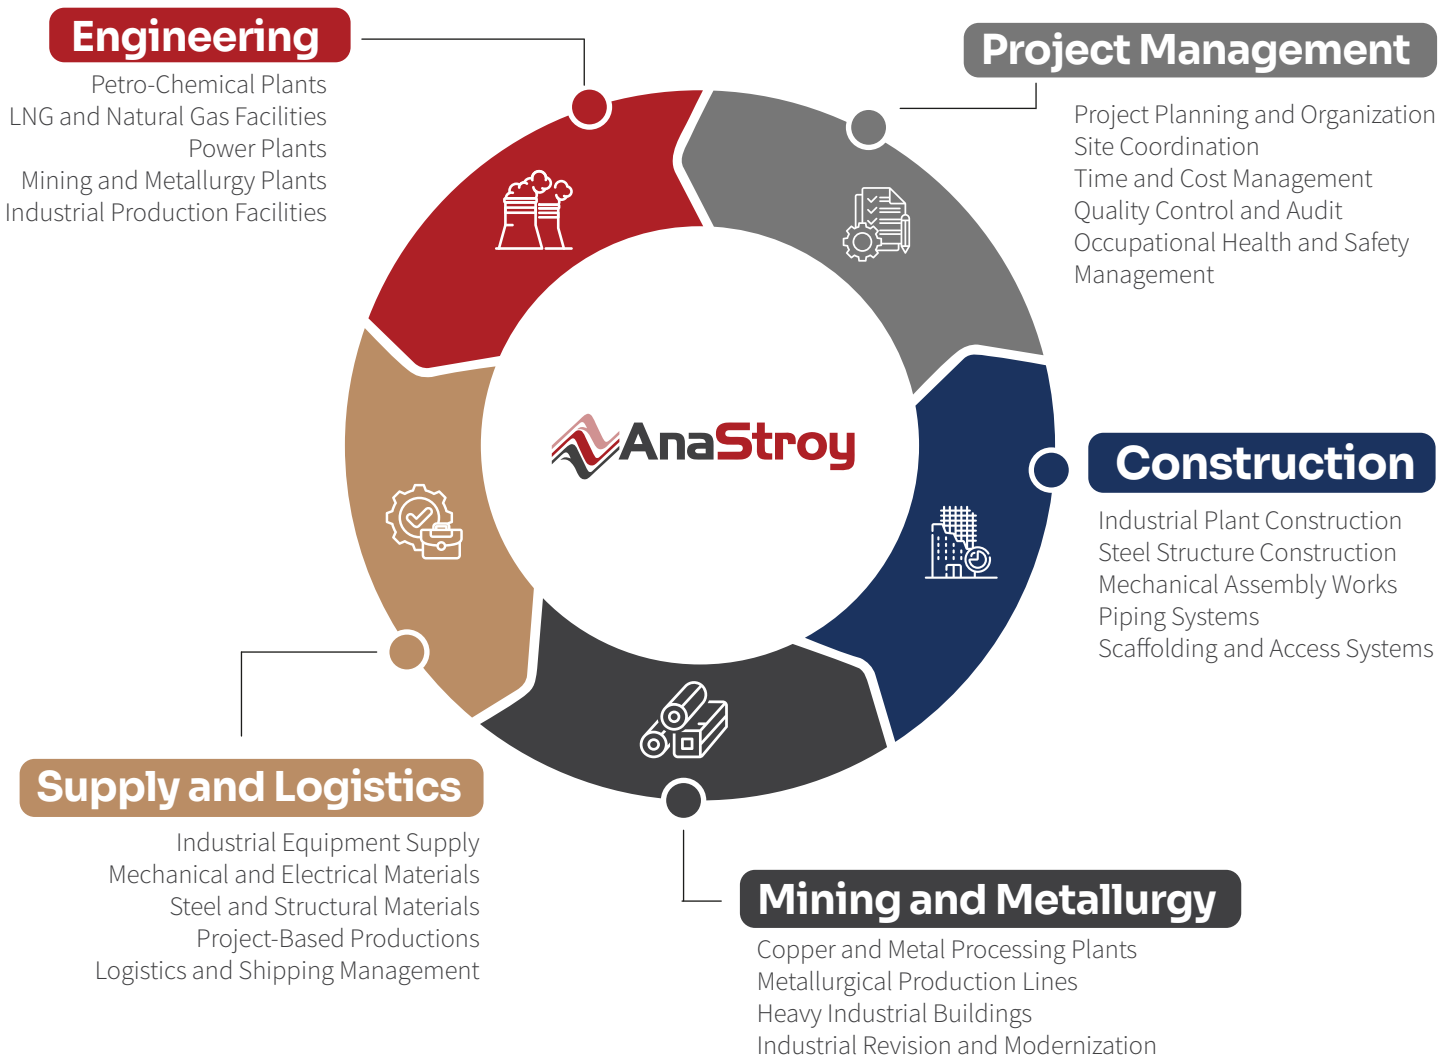 Engineering
Petro-Chemical Plants
LNG and Natural Gas Facilities
Power Plants
Mining and Metallurgy Plants
Industrial Production Facilities
Project Management
Project Planning and Organization
Site Coordination
Time and Cost Management
Quality Control and Audit
Occupational Health and Safety
Management
AnaStroy
Construction
Industrial Plant Construction
Steel Structure Construction
Mechanical Assembly Works
Piping Systems
Scaffolding and Access Systems
Supply and Logistics
Industrial Equipment Supply
Mechanical and Electrical Materials
Steel and Structural Materials
Project-Based Productions
Logistics and Shipping Management
Mining and Metallurgy
Copper and Metal Processing Plants
Metallurgical Production Lines
Heavy Industrial Buildings
Industrial Revision and Modernization